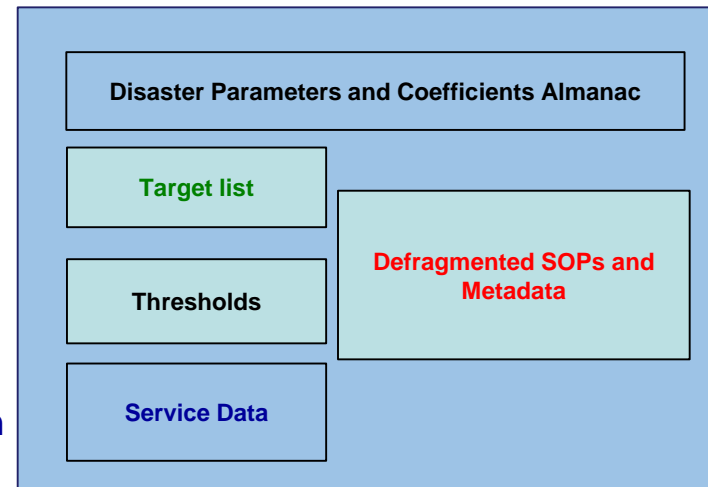 Disaster Parameters and Coefficients Almanac
Target list
Defragmented SOPs and
Metadata
Thresholds
Service Data